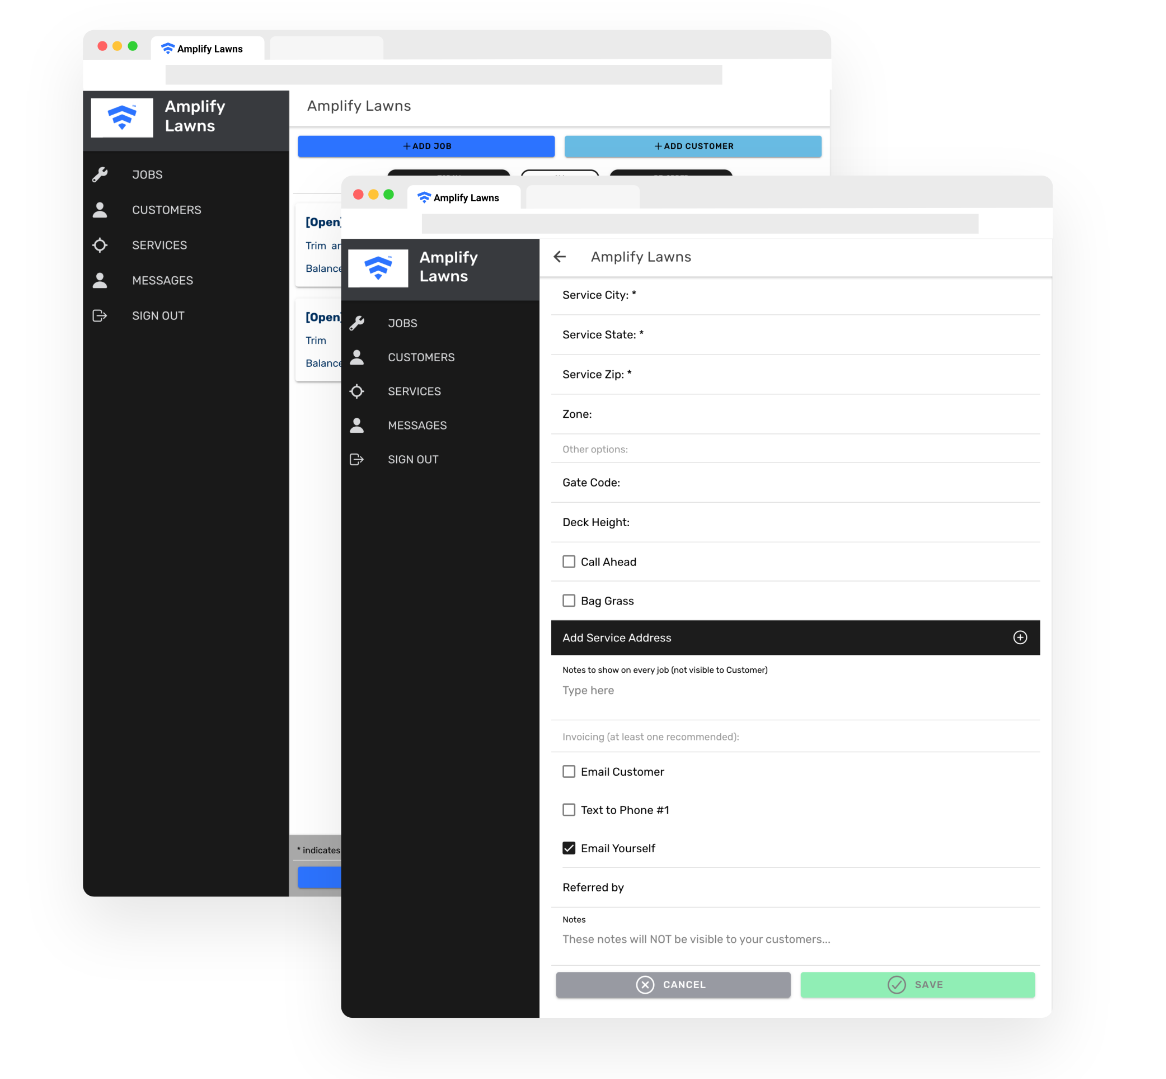 Amplify Lawns
Amplify
Lawns
Amplify Lawns
+ ADD JOB
+ ADD CUSTOMER
JOBS
CUSTOMERS
SERVICES
MESSAGES
SIGN OUT
[Open]
Trim
Balance
[Open]
Trim
Balance
* indicates
Amplify Lawns
Amplify
Lawns
Amplify Lawns
JOBS
CUSTOMERS
SERVICES
MESSAGES
SIGN OUT
Service City: *
Service State: *
Service Zip: *
Zone:
Other options:
Gate Code:
Deck Height:
Call Ahead
Bag Grass
Add Service Address
Notes to show on every job (not visible to Customer)
Type here
Invoicing (at least one recommended):
Email Customer
Text to Phone #1
Email Yourself
Referred by
Notes
These notes will NOT be visible to your customers...
CANCEL
SAVE